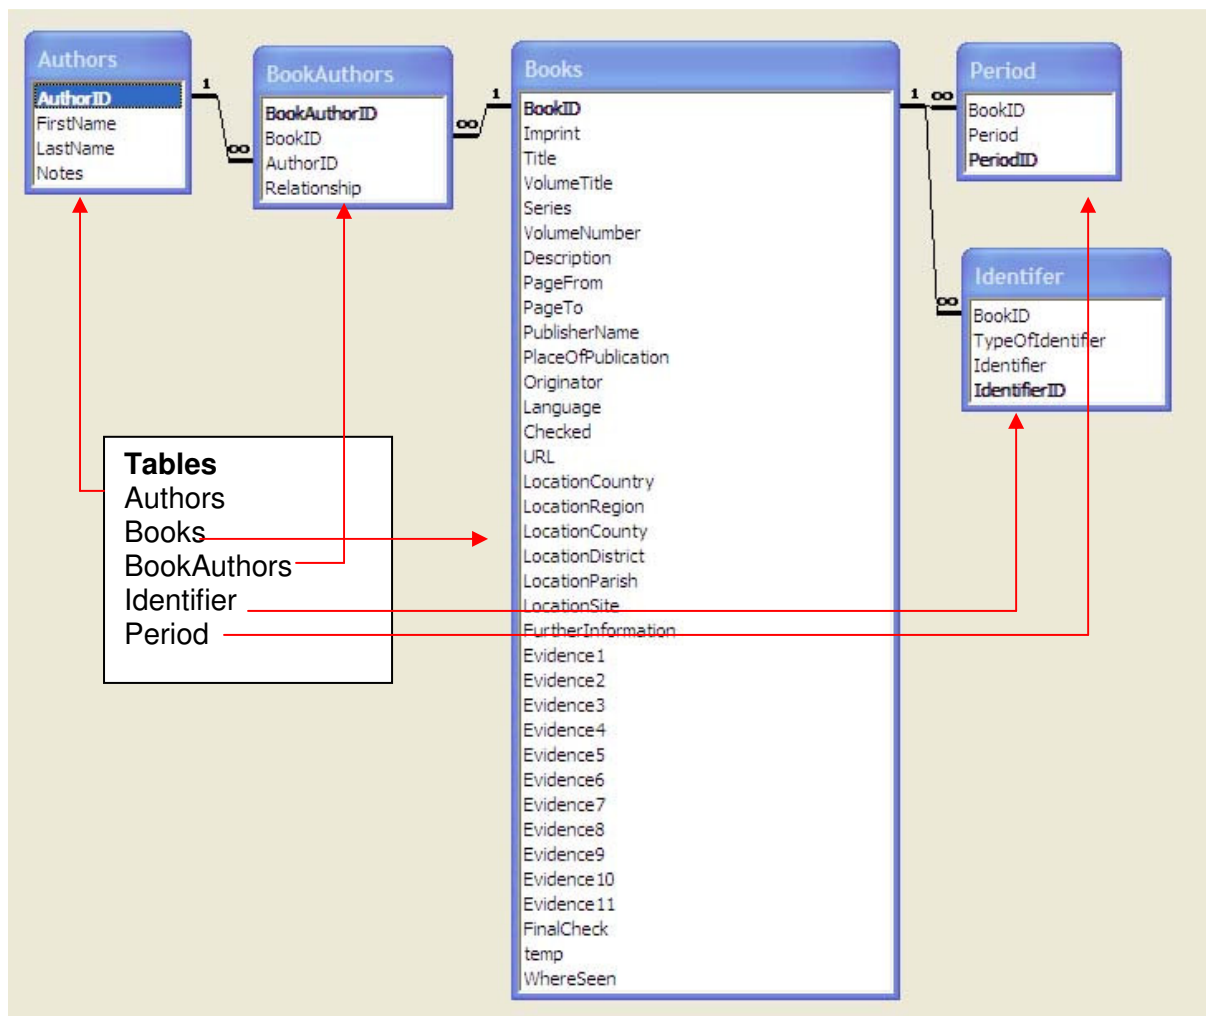 Authors
AuthorID
FirstName
LastName
Notes
1
∞
BookAuthors
BookAuthorID
BookID
AuthorID
Relationship
∞
1
Books
BookID
Imprint
Title
VolumeTitle
Series
VolumeNumber
Description
PageFrom
PageTo
PublisherName
PlaceOfPublication
Originator
Language
Checked
URL
LocationCountry
LocationRegion
LocationCounty
LocationDistrict
LocationParish
LocationSite
FurtherInformation
Evidence1
Evidence2
Evidence3
Evidence4
Evidence5
Evidence6
Evidence7
Evidence8
Evidence9
Evidence10
Evidence11
FinalCheck
temp
WhereSeen
1
∞
Period
BookID
Period
PeriodID
∞
Identifer
BookID
TypeOfIdentifier
Identifier
IdentifierID
Tables
Authors
Books
BookAuthors
Identifier
Period